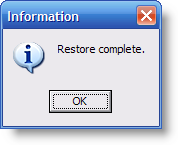 Information
Restore complete.
OK